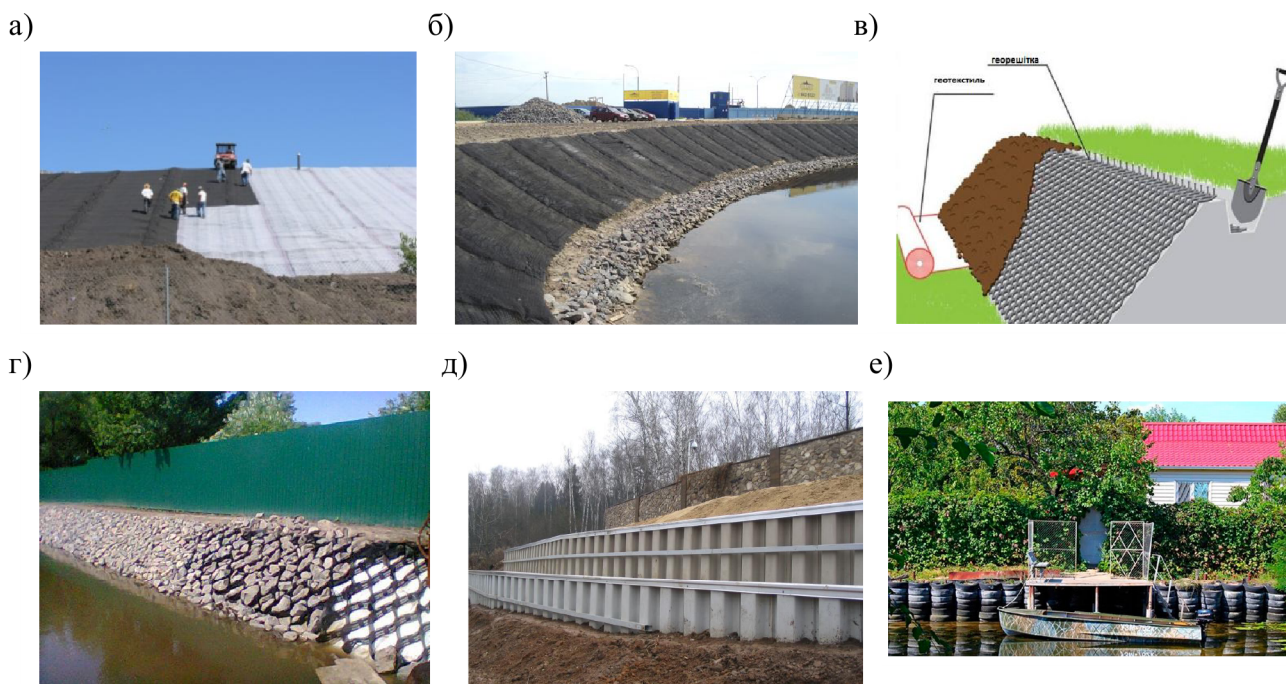 а)
б)
в)
георешітка
геотекстиль
г)
д)
е)